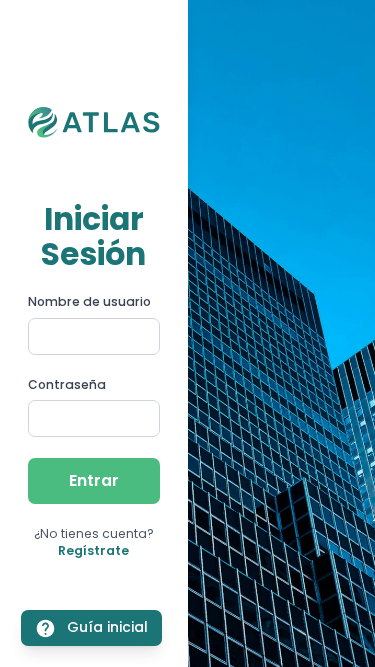 ATLAS
Iniciar
Sesión
Nombre de usuario
Contraseña
Entrar
¿No tienes cuenta?
Regístrate
? Guía inicial